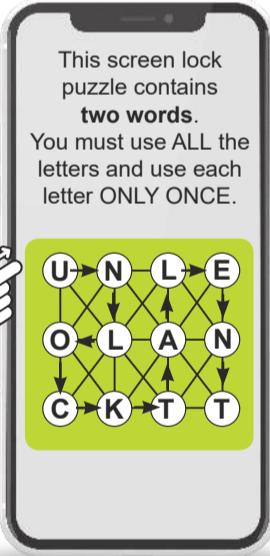 This screen lock
puzzle contains
two words.
You must use ALL the
letters and use each
letter ONLY ONCE.
U N L E
O L A N
C K T T